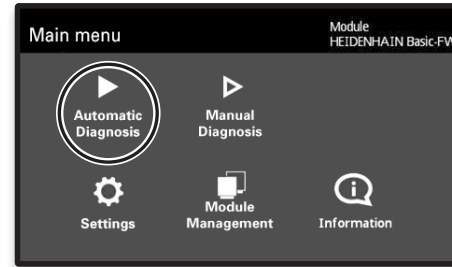 Main menu
Module
HEIDENHAIN Basic-FW
Automatic
Diagnosis
Manual
Diagnosis
Settings
Module
Management
Information